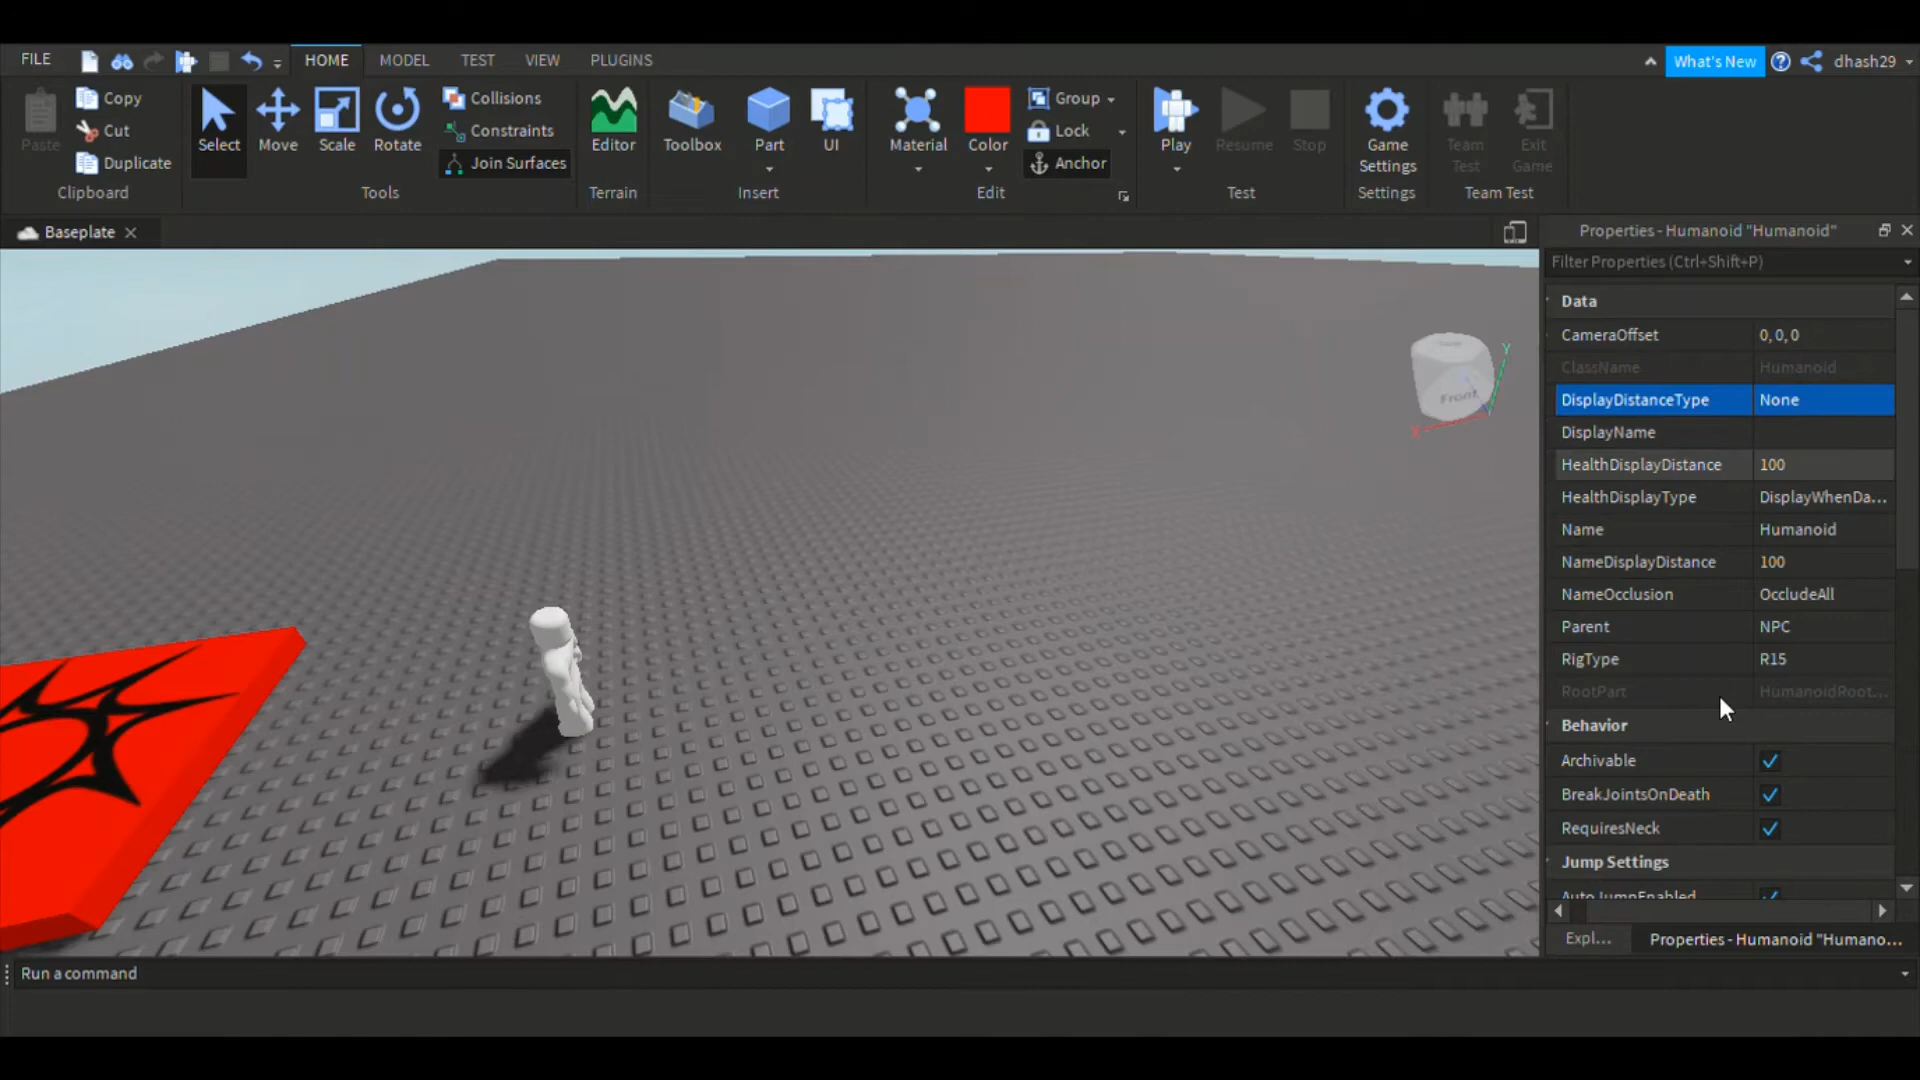 FILE HOME MODEL TEST VIEW PLUGINS What's New dhash29
Paste Copy Cut Duplicate
Clipboard
Select Move Scale Rotate Collisions Constraints Join Surfaces
Tools
Editor
Terrain
Toolbox Part UI
Insert
Material Color Group Lock Anchor
Edit
Play Resume Stop
Test
Game Settings
Settings
Team Test Exit Game
Team Test
Baseplate
Properties - Humanoid "Humanoid"
Filter Properties (Ctrl+Shift+P)
Data
CameraOffset 0, 0, 0
ClassName Humanoid
DisplayDistanceType None
DisplayName
HealthDisplayDistance 100
HealthDisplayType DisplayWhenDa...
Name Humanoid
NameDisplayDistance 100
NameOcclusion OccludeAll
Parent NPC
RigType R15
RootPart HumanoidRoot...
Behavior
Archivable
BreakJointsOnDeath
RequiresNeck
Jump Settings
AutoJumpEnabled
Front
Y
X
Expl... Properties - Humanoid "Humano...
Run a command